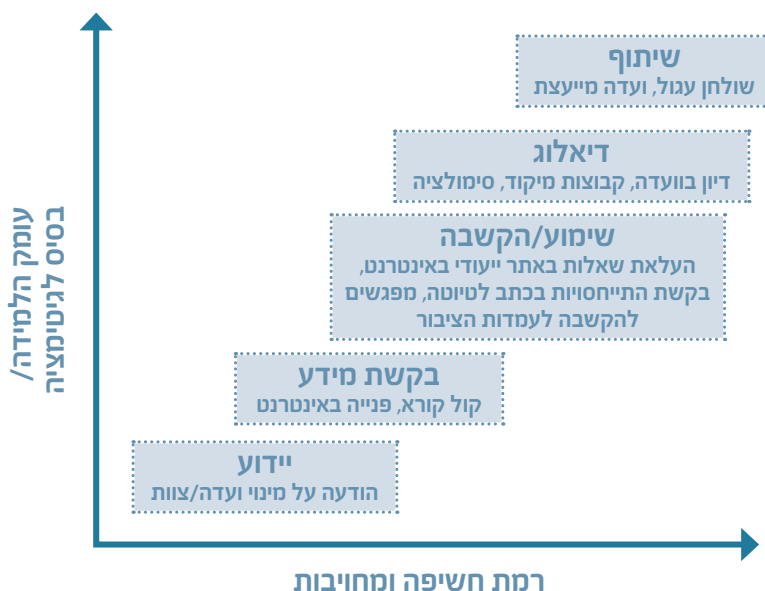 שיתוף
שולחן עגול, ועדה מייעצת
דיאלוג
דיון בוועדה, קבוצות מיקוד, סימולציה
שימוע/הקשבה
העלאת שאלות באתר ייעודי באינטרנט,
בקשת התייחסויות בכתב לטיוטה, מפגשים
להקשבה לעמדות הציבור
בקשת מידע
קול קורא, פנייה באינטרנט
יידוע
הודעה על מינוי ועדה/צוות
עומק הלמידה/
בסיס לגיטימציה
רמת חשיפה ומחויבות